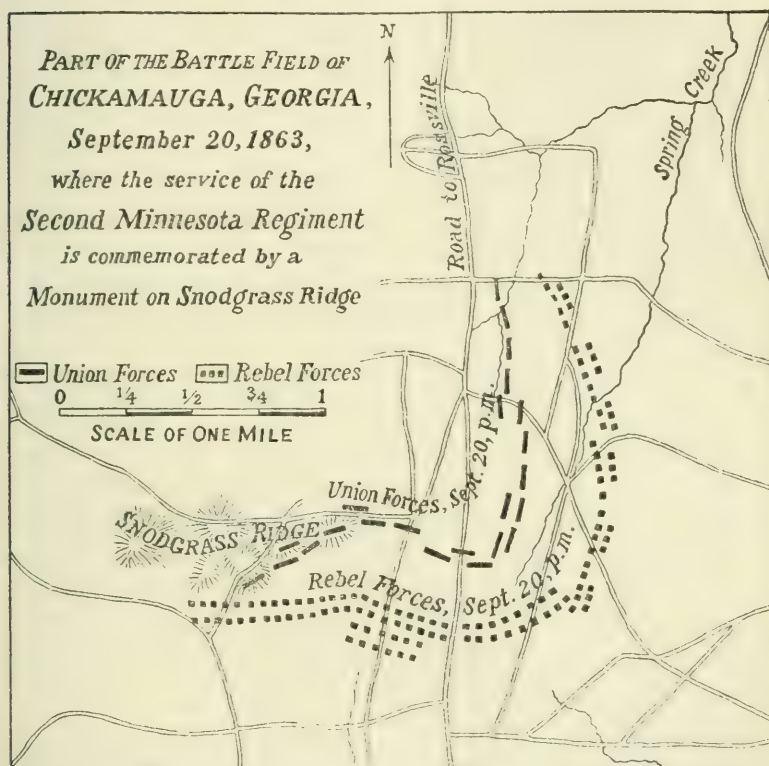 PART OF THE BATTLE FIELD OF
CHICKAMAUGA, GEORGIA,
September 20, 1863,
where the service of the
Second Minnesota Regiment
is commemorated by a
Monument on Snodgrass Ridge
Union Forces Rebel Forces
0 1/4 1/2 3/4 1
SCALE OF ONE MILE
N
Road to Rossville
Spring Creek
Union Forces, Sept. 20, p.m.
SNODGRASS RIDGE
Rebel Forces, Sept. 20, p.m.